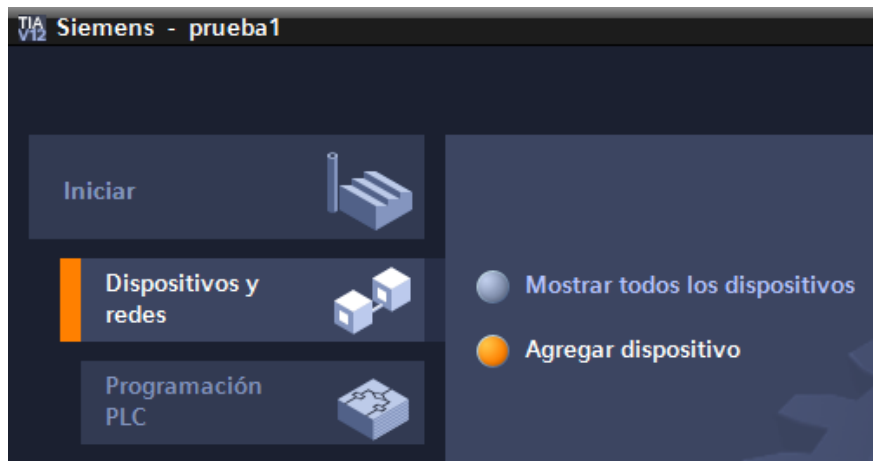 TIA
V12
Siemens - prueba1
Iniciar
Dispositivos y
redes
Mostrar todos los dispositivos
Agregar dispositivo
Programación
PLC